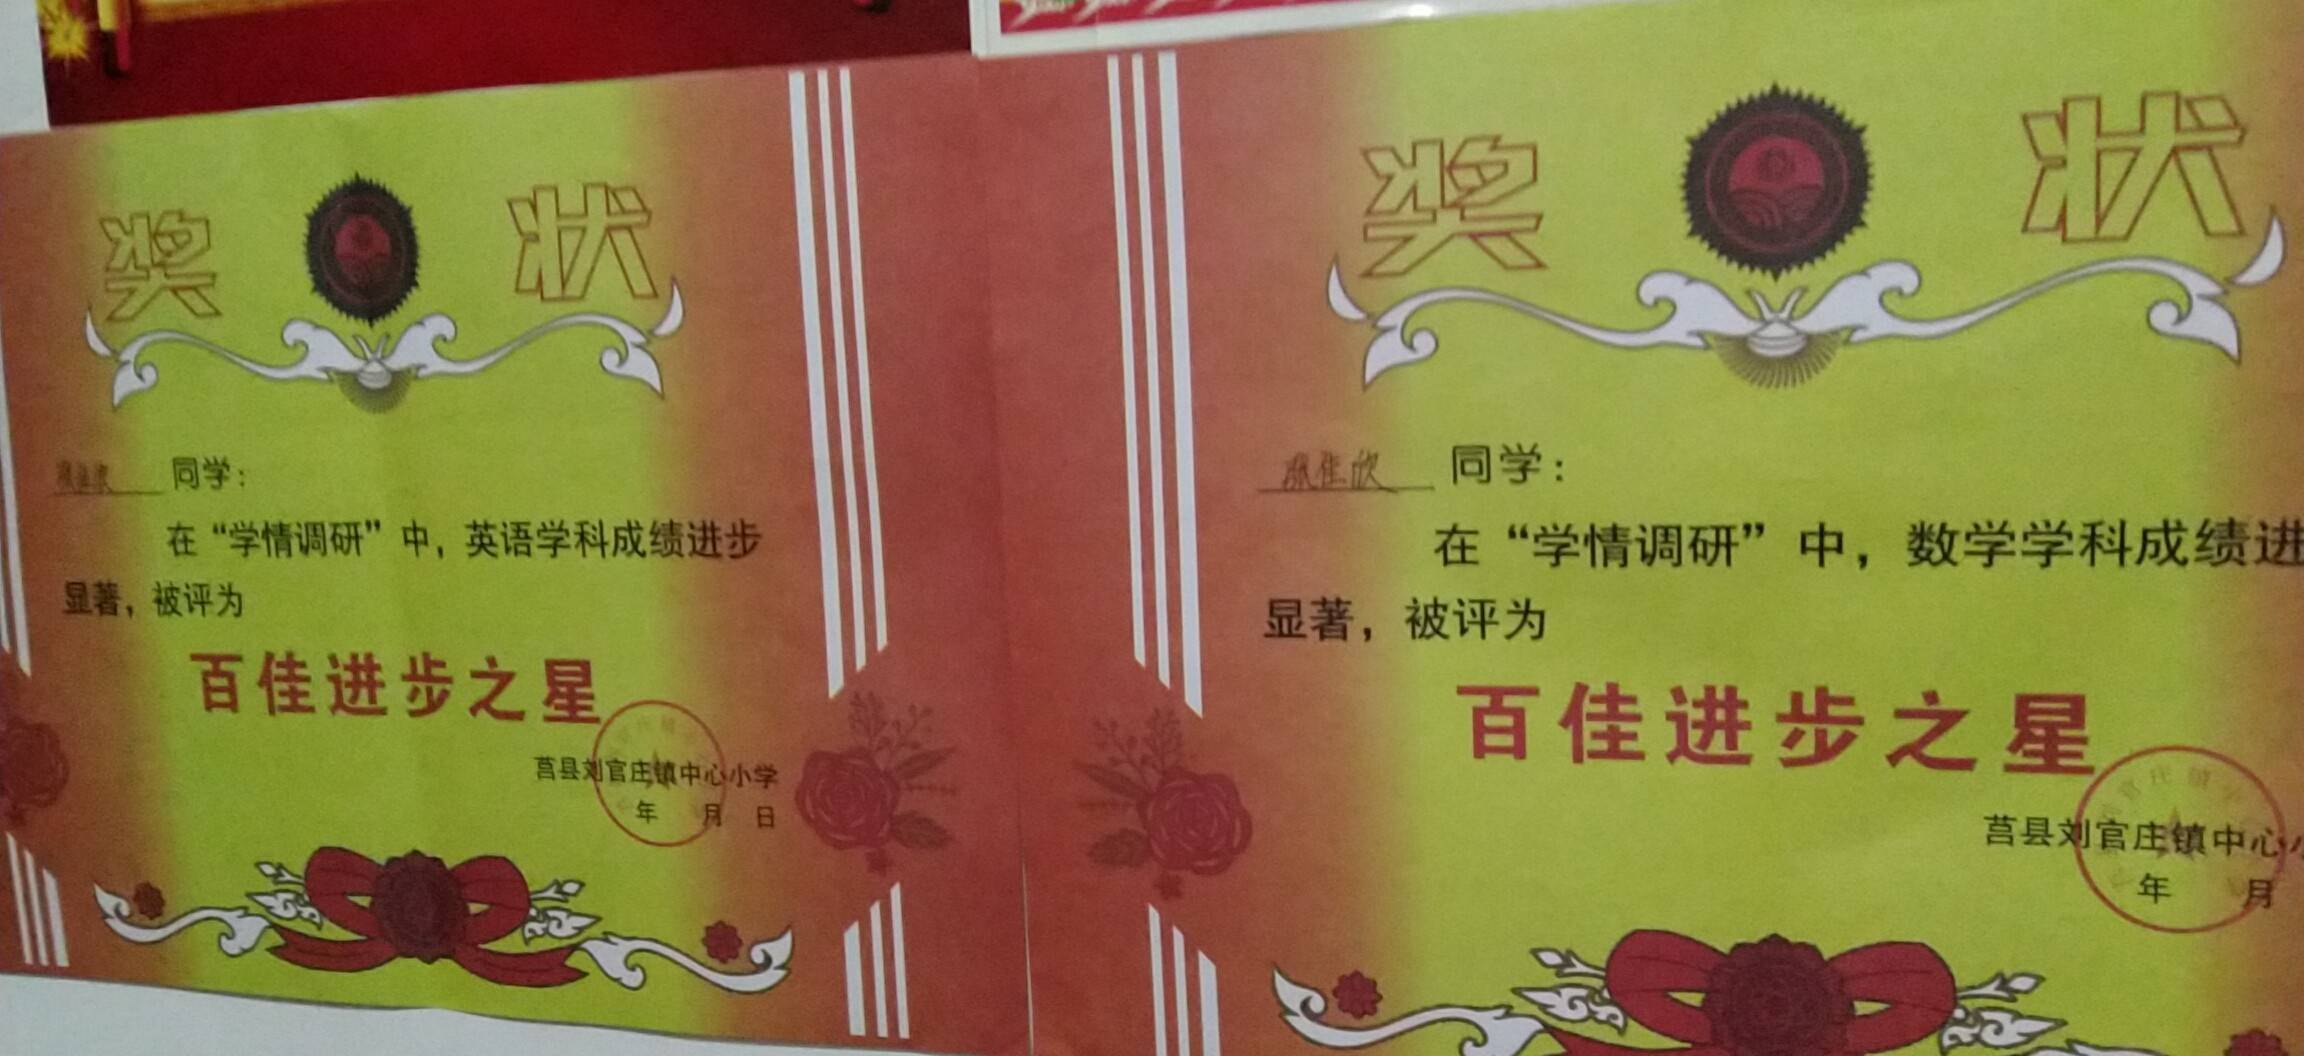 奖 状
同学：
在“学情调研”中，英语学科成绩进步
显著，被评为
百佳进步之星
莒县刘官庄镇中心小学
年 月 日
奖 状
张佳欣 同学：
在“学情调研”中，数学学科成绩进
显著，被评为
百佳进步之星
莒县刘官庄镇中心
年 月